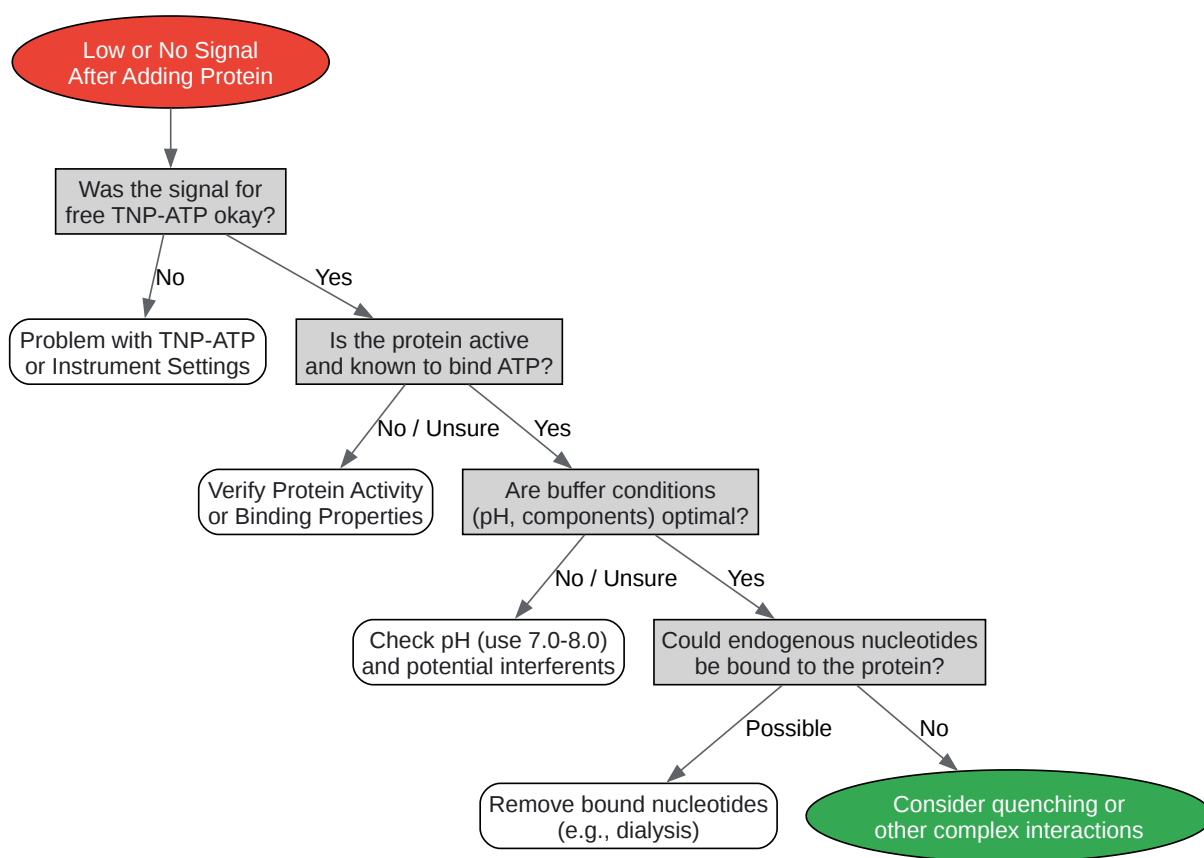 Low or No Signal
After Adding Protein
Was the signal for
free TNP-ATP okay?
No
Yes
Problem with TNP-ATP
or Instrument Settings
Is the protein active
and known to bind ATP?
No / Unsure
Yes
Verify Protein Activity
or Binding Properties
Are buffer conditions
(pH, components) optimal?
No / Unsure
Yes
Check pH (use 7.0-8.0)
and potential interferents
Could endogenous nucleotides
be bound to the protein?
Possible
No
Remove bound nucleotides
(e.g., dialysis)
Consider quenching or
other complex interactions